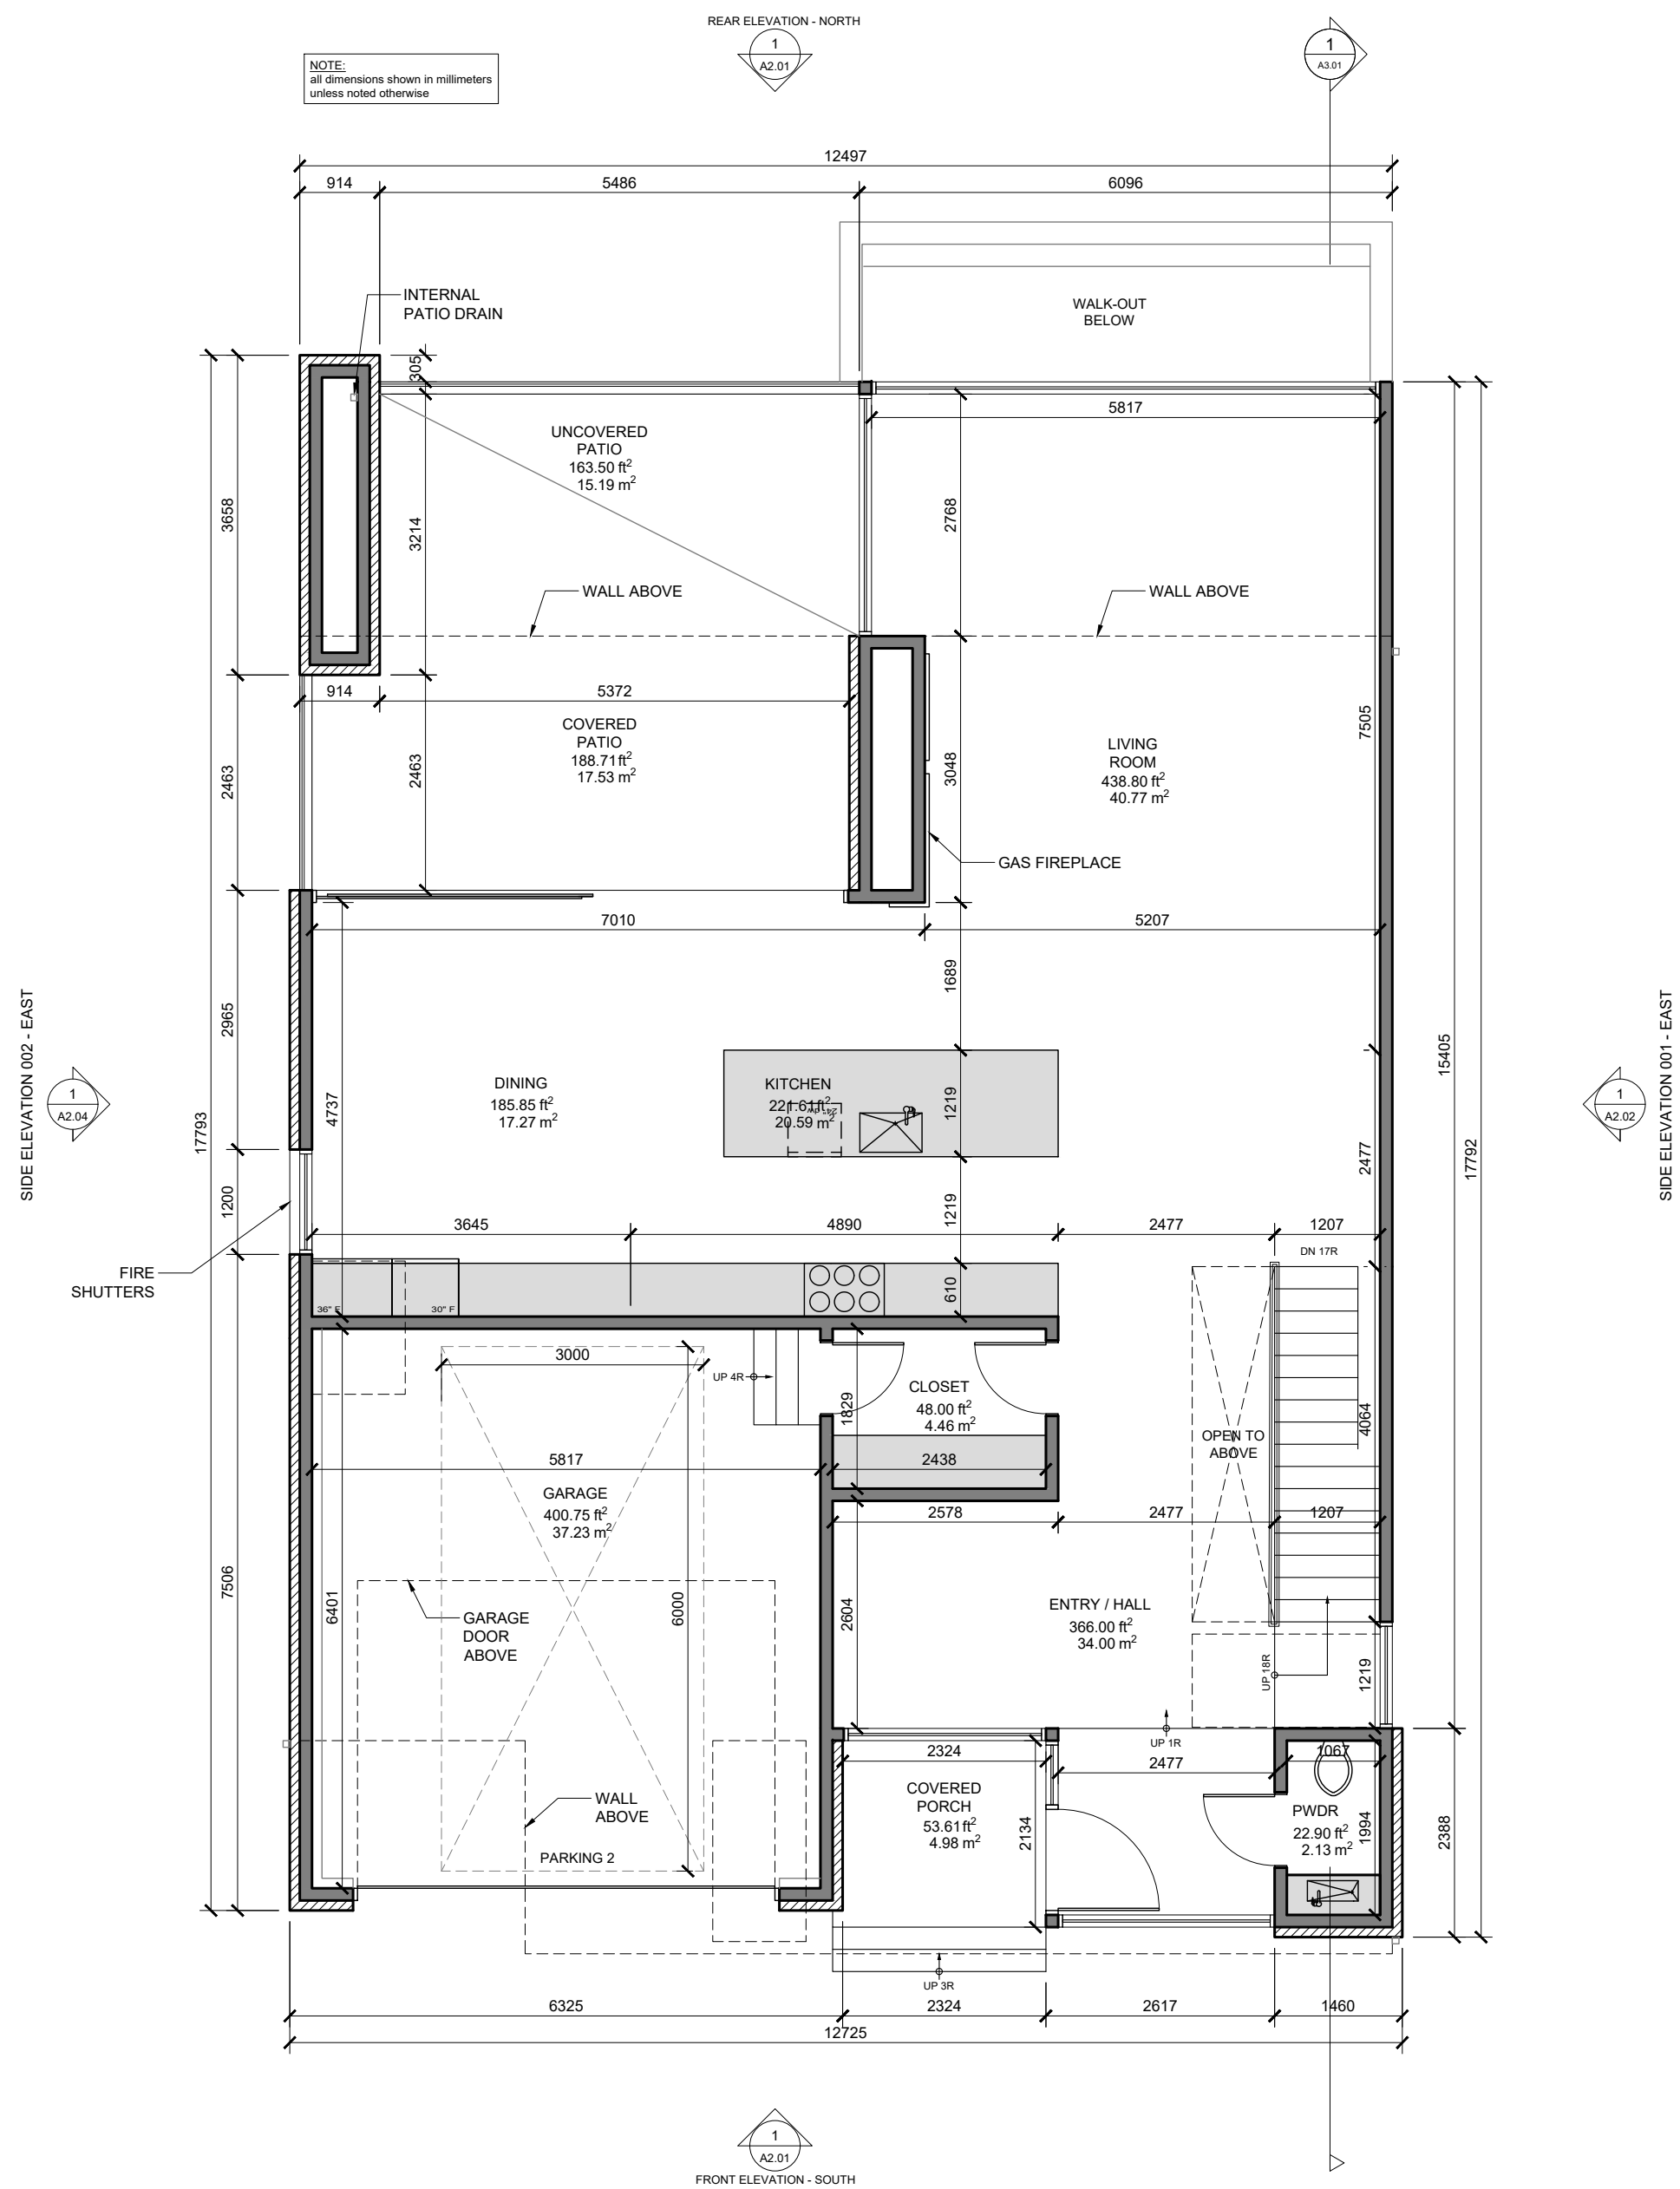 REAR ELEVATION - NORTH
1
A2.01
1
A3.01
NOTE:
all dimensions shown in millimeters
unless noted otherwise
12497
914
5486
6096
INTERNAL
PATIO DRAIN
WALK-OUT
BELOW
305
5817
UNCOVERED
PATIO
163.50 ft²
15.19 m²
3658
3214
2768
WALL ABOVE
WALL ABOVE
914
5372
COVERED
PATIO
188.71 ft²
17.53 m²
2463
2463
3048
7505
LIVING
ROOM
438.80 ft²
40.77 m²
GAS FIREPLACE
7010
5207
1689
2965
SIDE ELEVATION 002 - EAST
1
A2.04
17793
4737
DINING
185.85 ft²
17.27 m²
KITCHEN
221.61 ft²
20.59 m²
1219
15405
17792
SIDE ELEVATION 001 - EAST
1
A2.02
2477
1200
1219
3645
4890
2477
1207
DN 17R
FIRE
SHUTTERS
36" F
30" F
610
3000
UP 4R
CLOSET
48.00 ft²
4.46 m²
1829
4064
OPEN TO
ABOVE
5817
2438
GARAGE
400.75 ft²
37.23 m²
2578
2477
1207
7506
6401
6000
2604
GARAGE
DOOR
ABOVE
ENTRY / HALL
366.00 ft²
34.00 m²
UP 18R
1219
UP 1R
2324
2477
1067
COVERED
PORCH
53.61 ft²
4.98 m²
2134
WALL
ABOVE
PWDR
22.90 ft²
2.13 m²
1994
2388
PARKING 2
UP 3R
6325
2324
2617
1460
12725
1
A2.01
FRONT ELEVATION - SOUTH